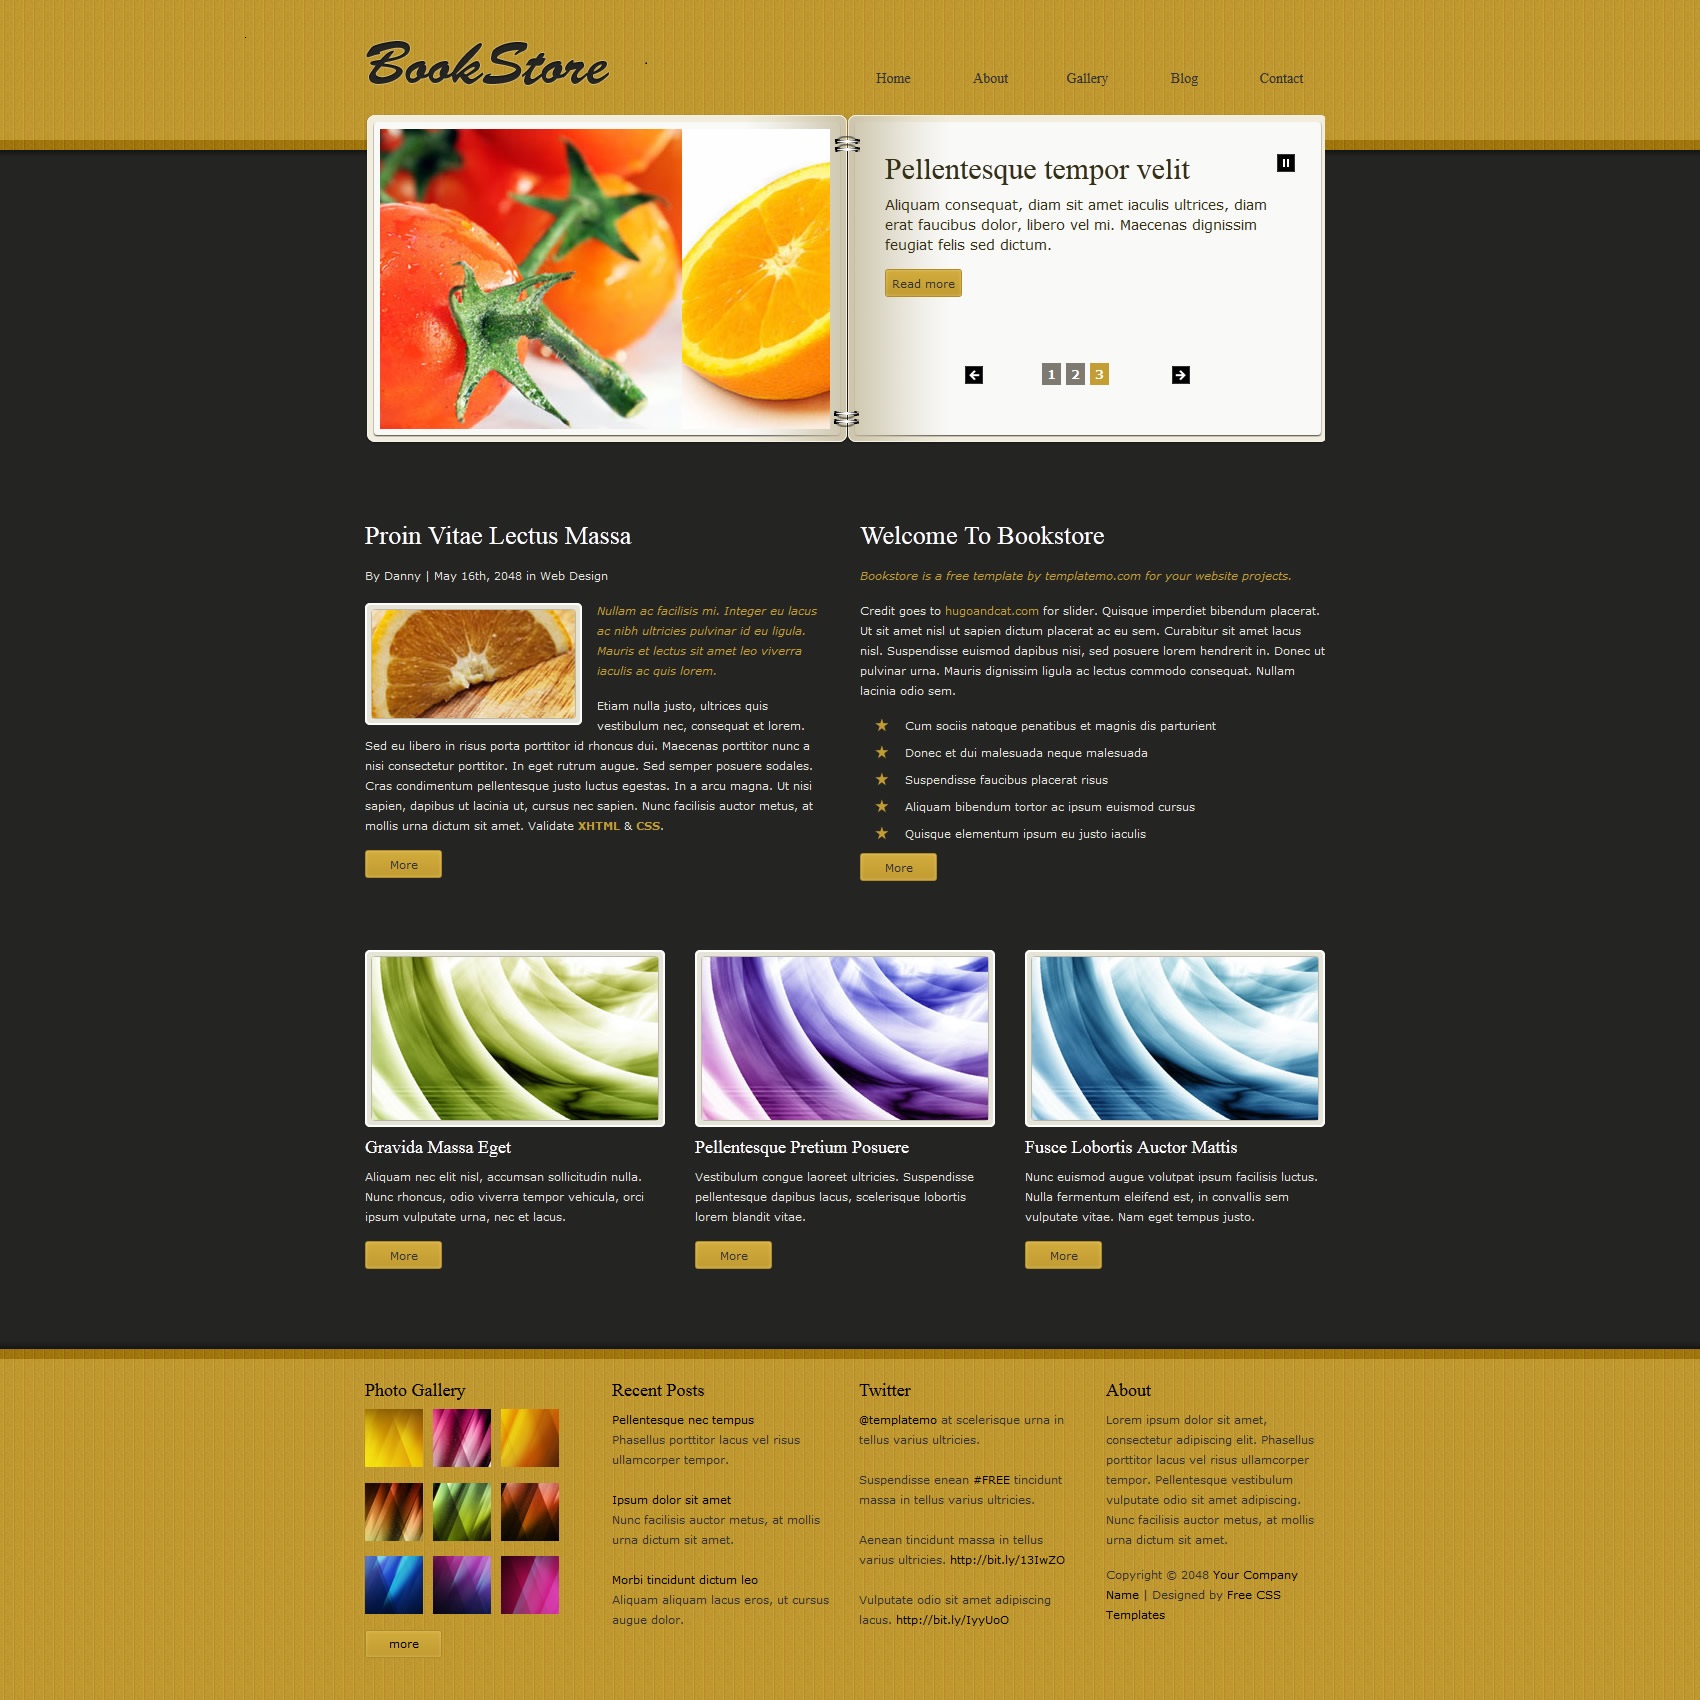 BookStore
Home
About
Gallery
Blog
Contact
Pellentesque tempor velit
Aliquam consequat, diam sit amet iaculis ultrices, diam
erat faucibus dolor, libero vel mi. Maecenas dignissim
feugiat felis sed dictum.
Read more
1 2 3
Proin Vitae Lectus Massa
By Danny | May 16th, 2048 in Web Design
Nullam ac facilisis mi. Integer eu lacus
ac nibh ultricies pulvinar id eu ligula.
Mauris et lectus sit amet leo viverra
iaculis ac quis lorem.
Etiam nulla justo, ultrices quis
vestibulum nec, consequat et lorem.
Sed eu libero in risus porta porttitor id rhoncus dui. Maecenas porttitor nunc a
nisi consectetur porttitor. In eget rutrum augue. Sed semper posuere sodales.
Cras condimentum pellentesque justo luctus egestas. In a arcu magna. Ut nisi
sapien, dapibus ut lacinia ut, cursus nec sapien. Nunc facilisis auctor metus, at
mollis urna dictum sit amet. Validate XHTML & CSS.
More
Welcome To Bookstore
Bookstore is a free template by templatemo.com for your website projects.
Credit goes to hugoandcat.com for slider. Quisque imperdiet bibendum placerat.
Ut sit amet nisl ut sapien dictum placerat ac eu sem. Curabitur sit amet lacus
nisl. Suspendisse euismod dapibus nisi, sed posuere lorem hendrerit in. Donec ut
pulvinar urna. Mauris dignissim ligula ac lectus commodo consequat. Nullam
lacinia odio sem.
Cum sociis natoque penatibus et magnis dis parturient
Donec et dui malesuada neque malesuada
Suspendisse faucibus placerat risus
Aliquam bibendum tortor ac ipsum euismod cursus
Quisque elementum ipsum eu justo iaculis
More
Gravida Massa Eget
Aliquam nec elit nisl, accumsan sollicitudin nulla.
Nunc rhoncus, odio viverra tempor vehicula, orci
ipsum vulputate urna, nec et lacus.
More
Pellentesque Pretium Posuere
Vestibulum congue laoreet ultricies. Suspendisse
pellentesque dapibus lacus, scelerisque lobortis
lorem blandit vitae.
More
Fusce Lobortis Auctor Mattis
Nunc euismod augue volutpat ipsum facilisis luctus.
Nulla fermentum eleifend est, in convallis sem
vulputate vitae. Nam eget tempus justo.
More
Photo Gallery
more
Recent Posts
Pellentesque nec tempus
Phasellus porttitor lacus vel risus
ullamcorper tempor.
Ipsum dolor sit amet
Nunc facilisis auctor metus, at mollis
urna dictum sit amet.
Morbi tincidunt dictum leo
Aliquam aliquam lacus eros, ut cursus
augue dolor.
Twitter
@templatemo at scelerisque urna in
tellus varius ultricies.
Suspendisse enean #FREE tincidunt
massa in tellus varius ultricies.
Aenean tincidunt massa in tellus
varius ultricies. http://bit.ly/13IwZO
Vulputate odio sit amet adipiscing
lacus. http://bit.ly/IyyUoO
About
Lorem ipsum dolor sit amet,
consectetur adipiscing elit. Phasellus
porttitor lacus vel risus ullamcorper
tempor. Pellentesque vestibulum
vulputate odio sit amet adipiscing.
Nunc facilisis auctor metus, at mollis
urna dictum sit amet.
Copyright © 2048 Your Company
Name | Designed by Free CSS
Templates